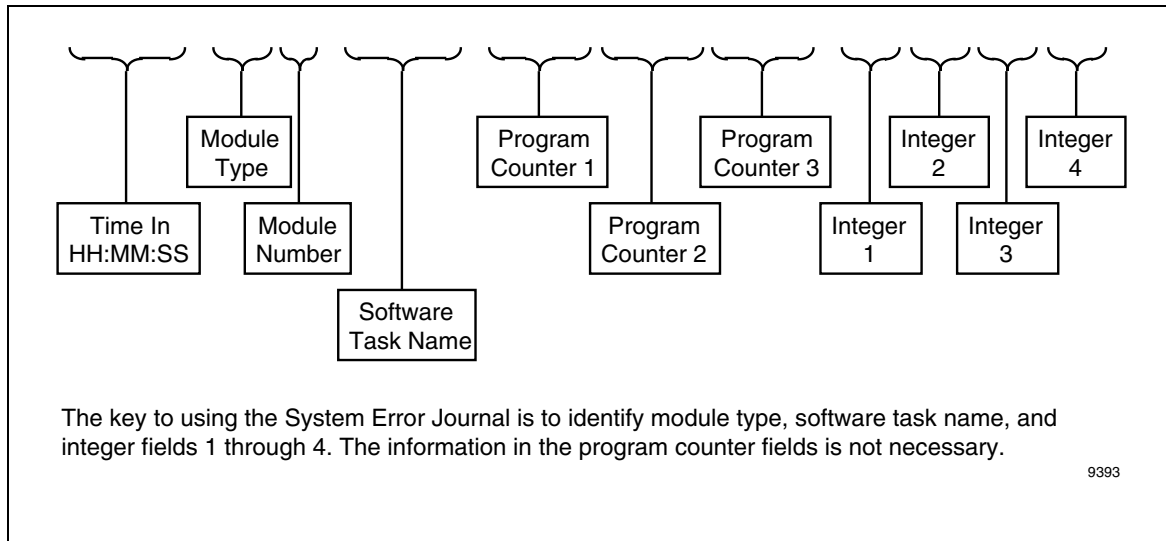 Module
Type
Program
Counter 1
Program
Counter 3
Integer
2
Integer
4
Time In
HH:MM:SS
Module
Number
Program
Counter 2
Integer
1
Integer
3
Software
Task Name
The key to using the System Error Journal is to identify module type, software task name, and
integer fields 1 through 4. The information in the program counter fields is not necessary.
9393